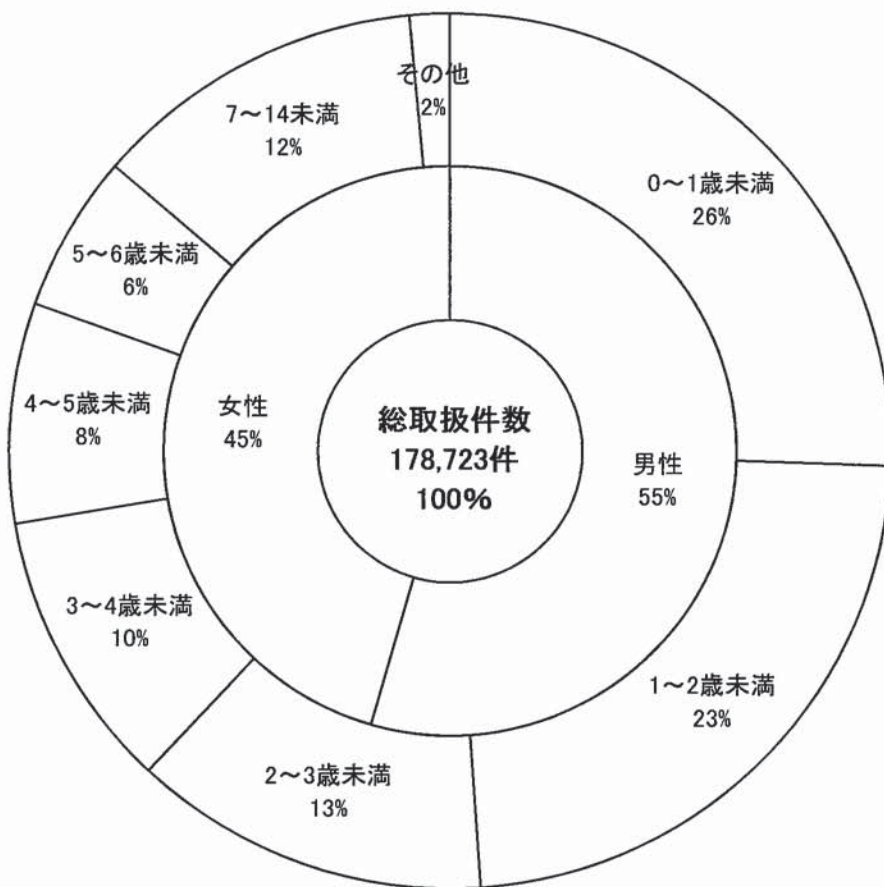 その他
2%
7～14未満
12%
0～1歳未満
26%
5～6歳未満
6%
4～5歳未満
8%
女性
45%
総取扱件数
178,723件
100%
男性
55%
3～4歳未満
10%
1～2歳未満
23%
2～3歳未満
13%